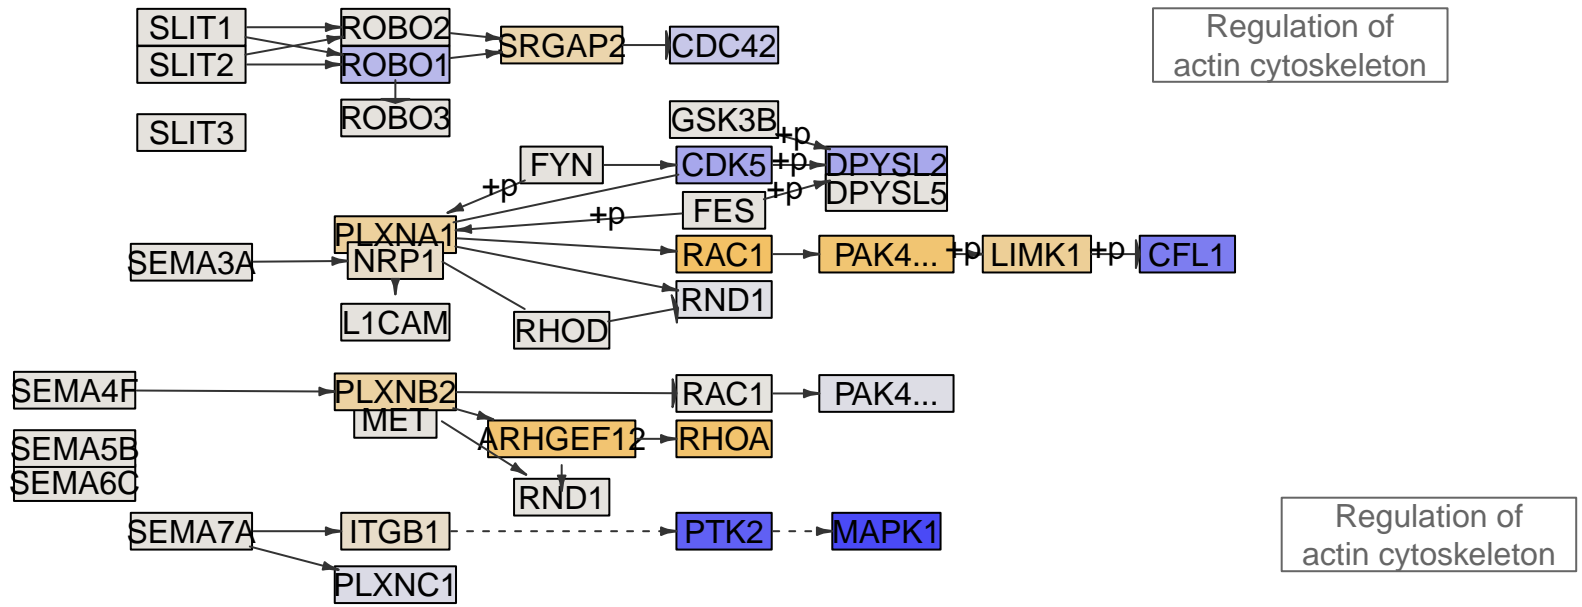 SLIT1
ROBO2
SRGAP2
CDC42
Regulation of
actin cytoskeleton
SLIT2
ROBO1
SLIT3
ROBO3
GSK3B
+p
FYN
CDK5
+p
DPYSL2
+p
FES
+p
DPYSL5
+p
PLXNA1
SEMA3A
NRP1
RAC1
PAK4...
+p
LIMK1
+p
CFL1
RND1
L1CAM
RHOD
SEMA4F
PLXNB2
RAC1
PAK4...
MET
ARHGEF12
RHOA
SEMA5B
SEMA6C
RND1
SEMA7A
ITGB1
PTK2
MAPK1
Regulation of
actin cytoskeleton
PLXNC1